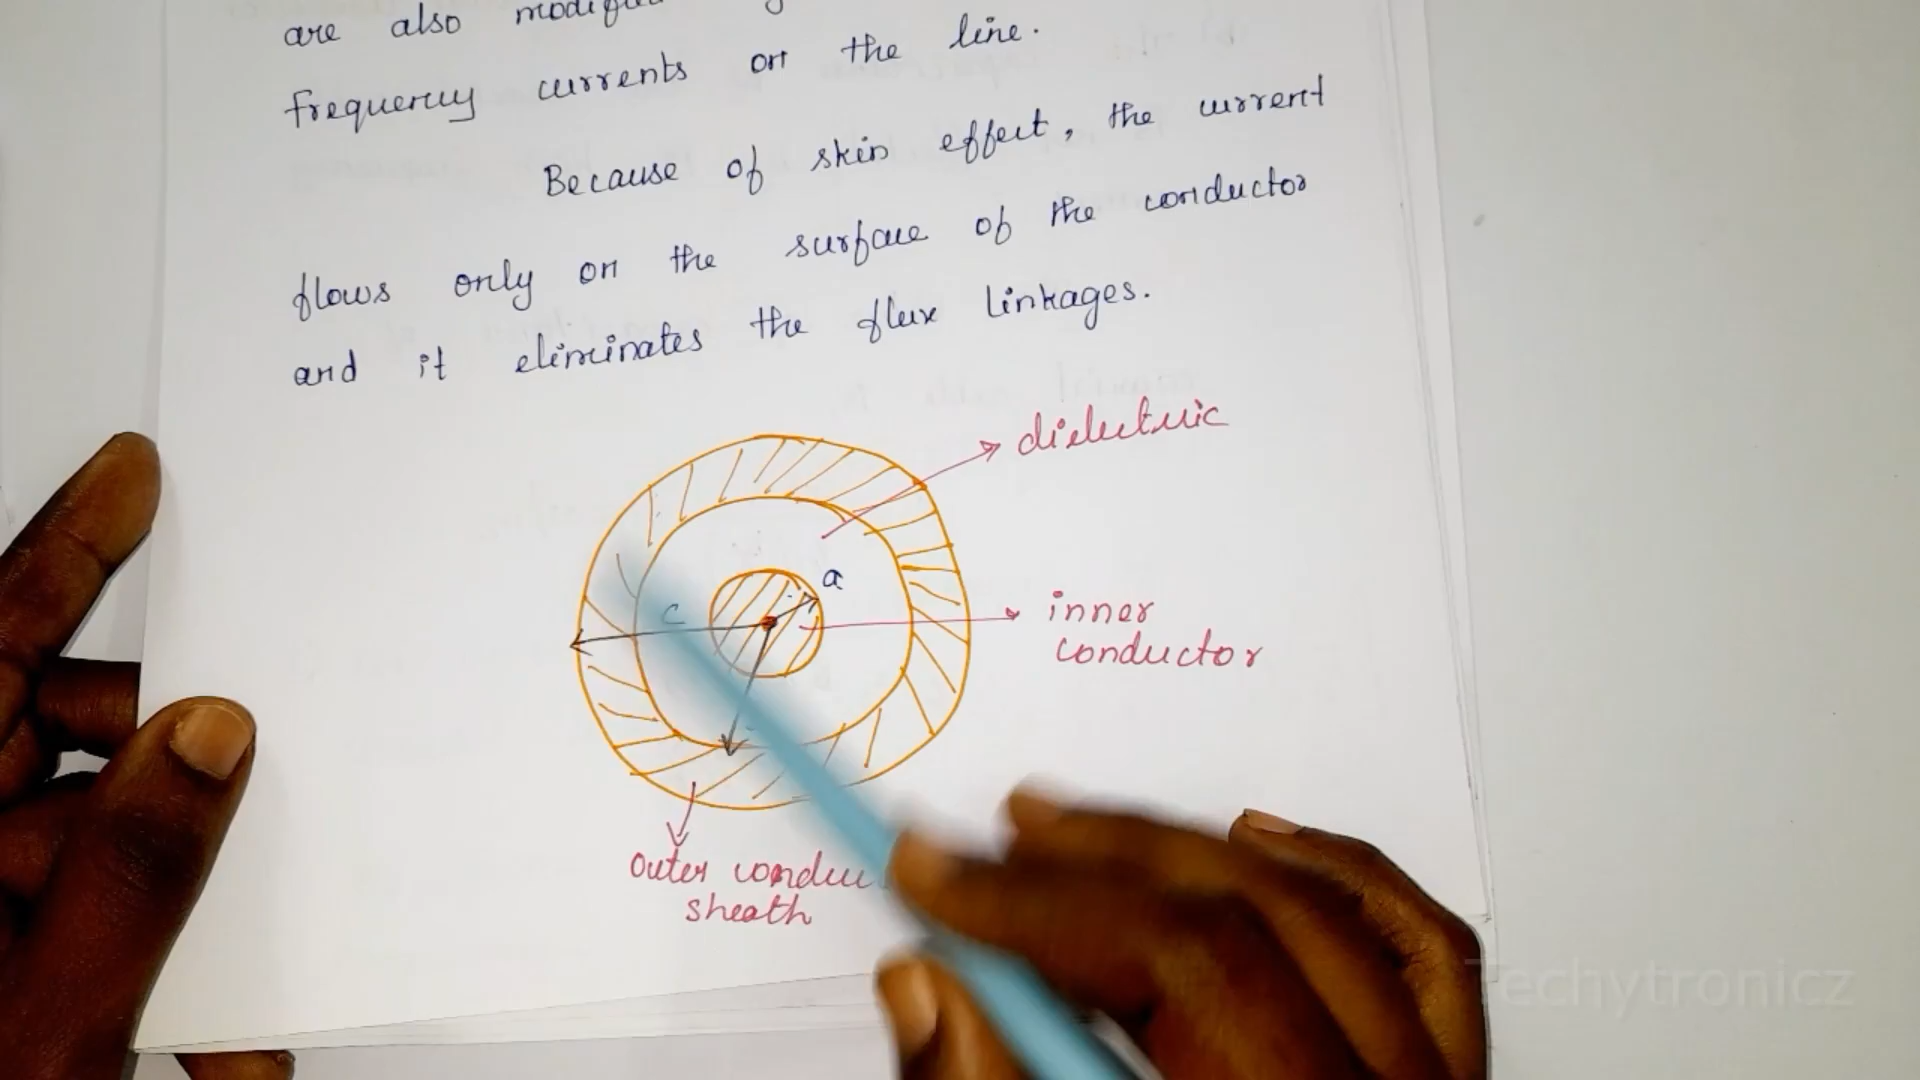 are also
frequency currents on the line.
Because of skin effect, the current
flows only on the surface of the conductor
and it eliminates the flux linkages.
dielectric
a
c
inner
conductor
outer
sheath
Techytronicz